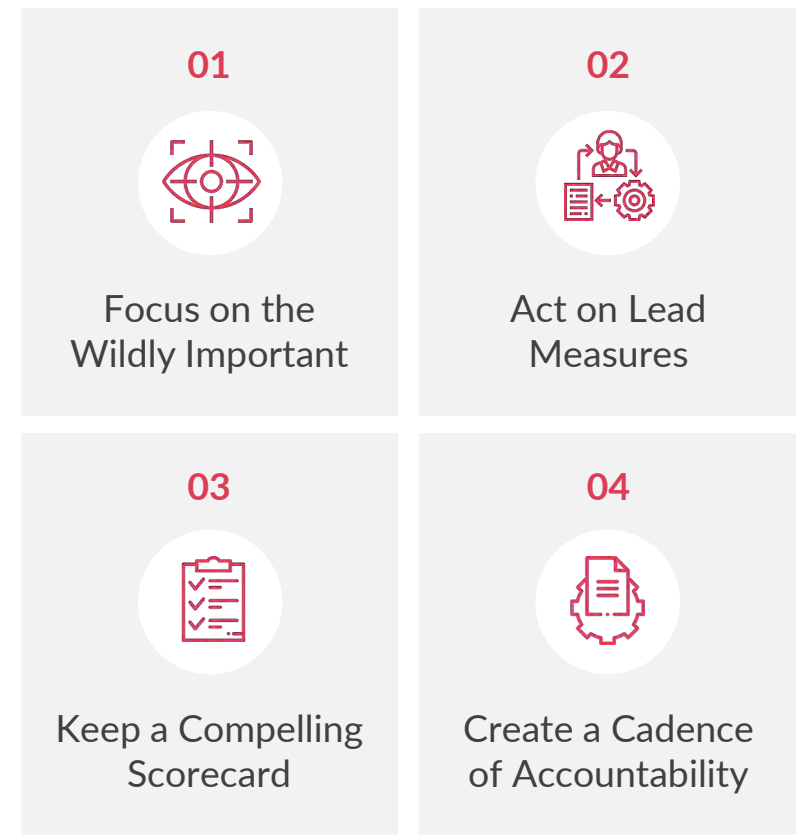 01
Focus on the
Wildly Important
02
Act on Lead
Measures
03
Keep a Compelling
Scorecard
04
Create a Cadence
of Accountability